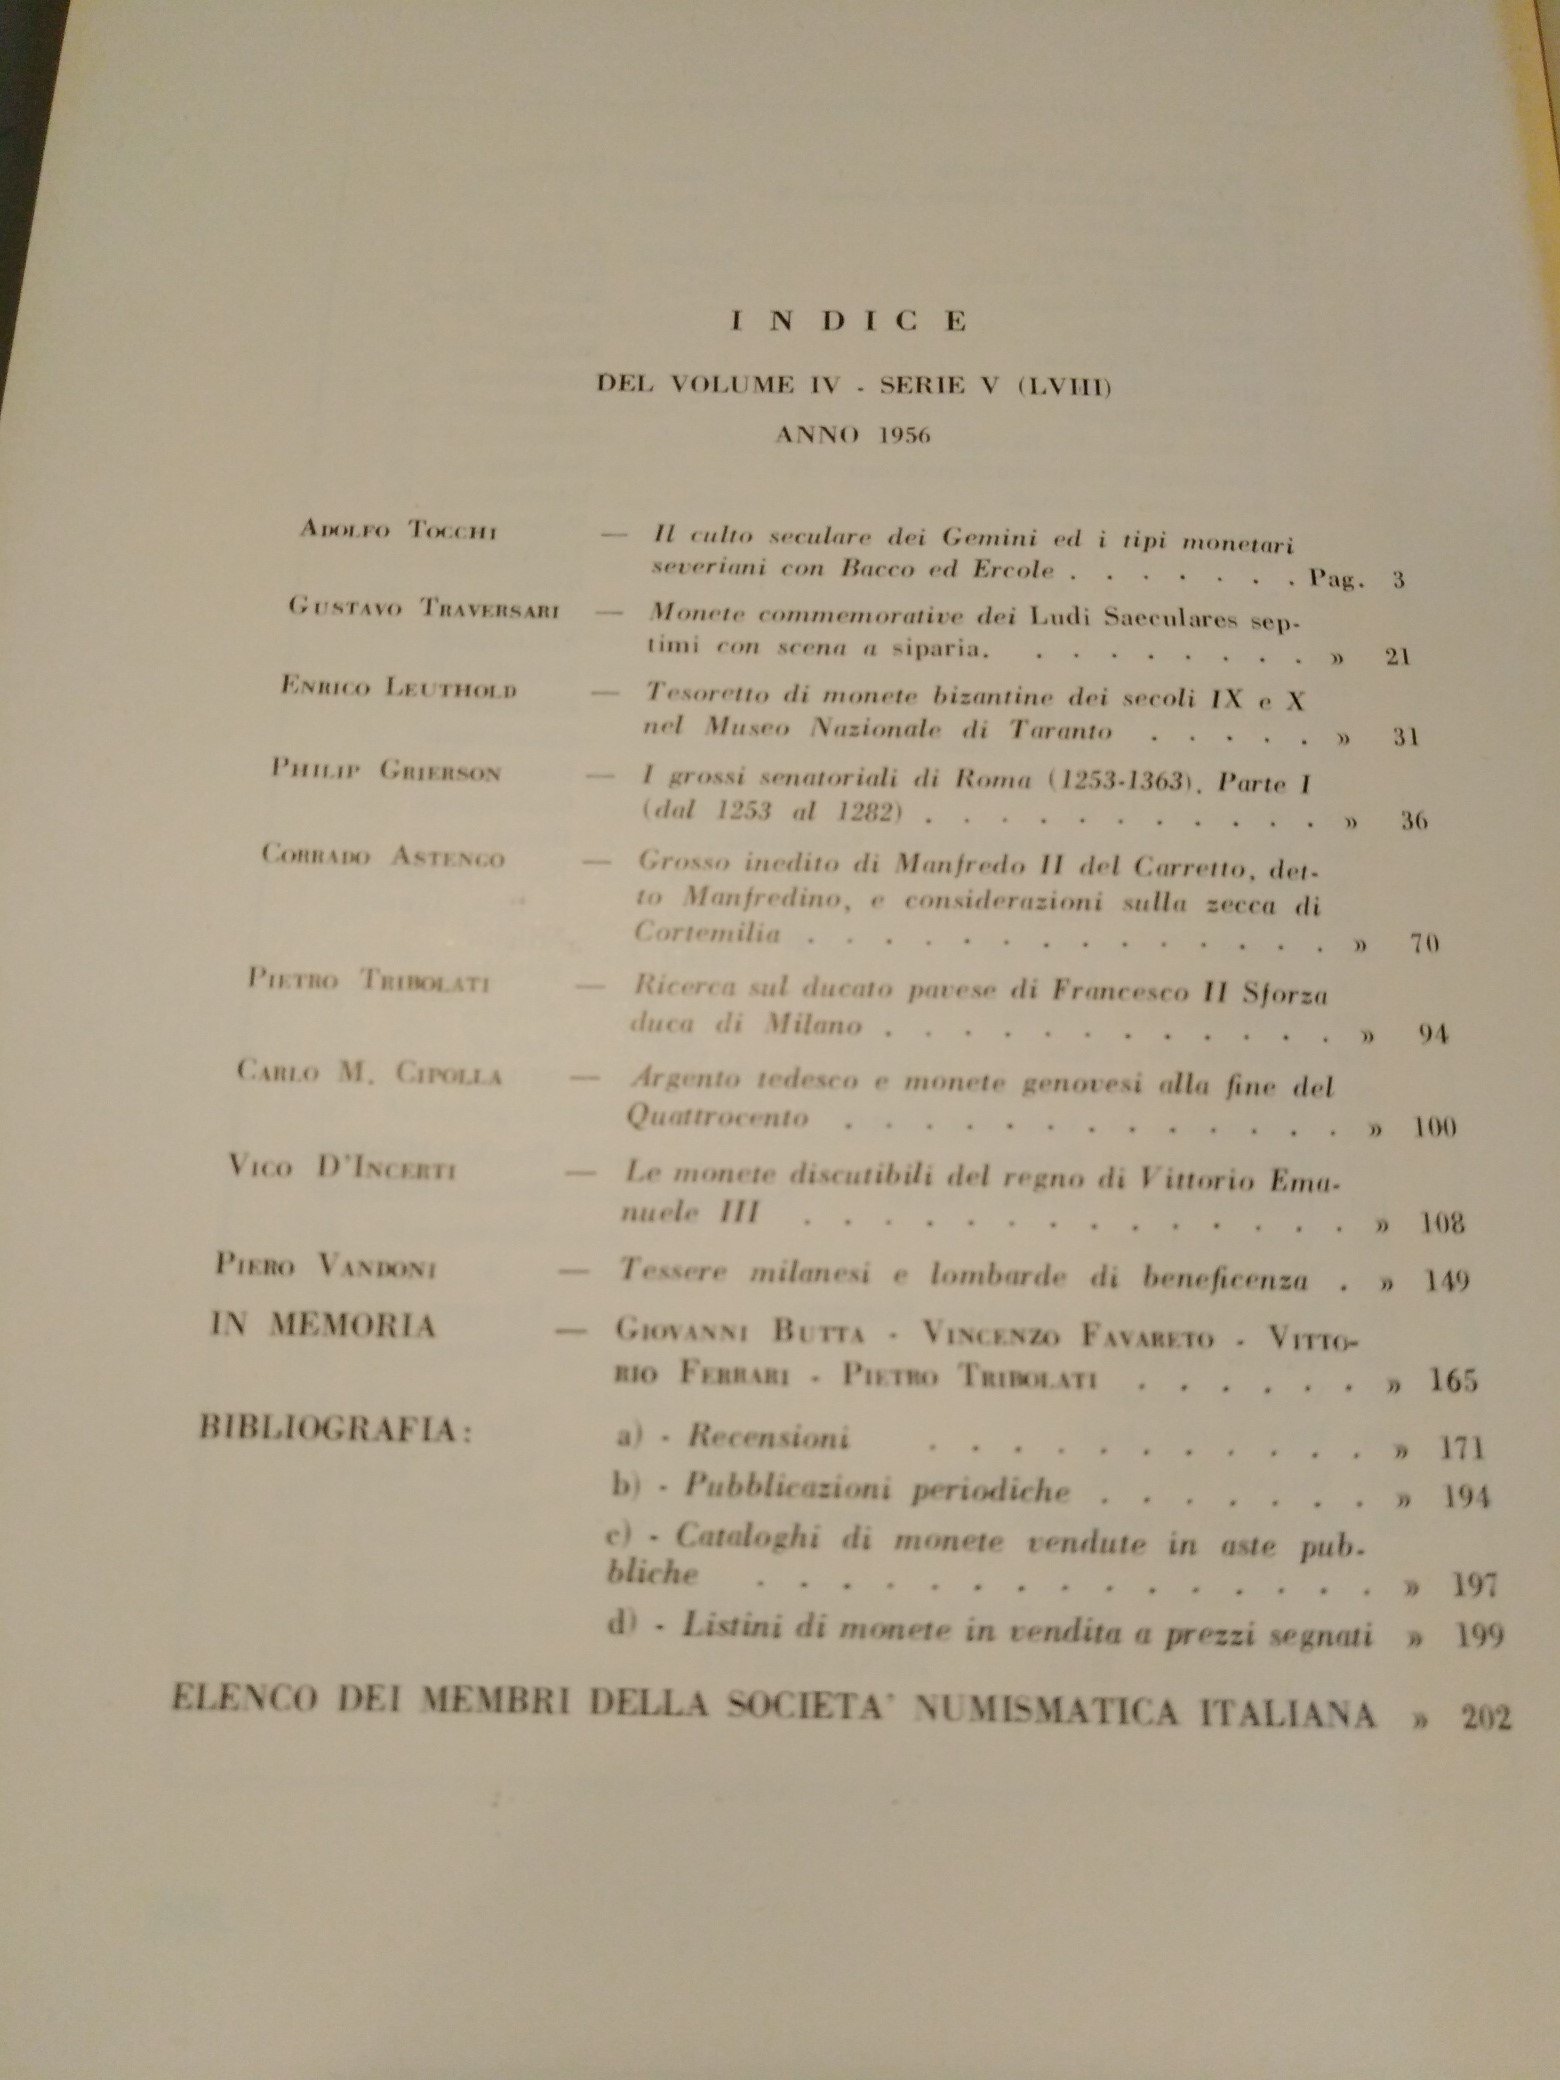 INDICE
DEL VOLUME IV - SERIE V (LVIII)
ANNO 1956
ADOLFO TOCCHI — Il culto seculare dei Gemini ed i tipi monetari
severiani con Bacco ed Ercole . . . . . . . Pag. 3
GUSTAVO TRAVERSARI — Monete commemorative dei Ludi Saeculares sep-
timi con scena a siparia. . . . . . . . . » 21
ENRICO LEUTHOLD — Tesoretto di monete bizantine dei secoli IX e X
nel Museo Nazionale di Taranto . . . . . » 31
PHILIP GRIERSON — I grossi senatoriali di Roma (1253-1363). Parte I
(dal 1253 al 1282) . . . . . . . . . . . » 36
CORRADO ASTENGO — Grosso inedito di Manfredo II del Carretto, det-
to Manfredino, e considerazioni sulla zecca di
Cortemilia . . . . . . . . . . . . . . » 70
PIETRO TRIBOLATI — Ricerca sul ducato pavese di Francesco II Sforza
duca di Milano . . . . . . . . . . . . » 94
CARLO M. CIPOLLA — Argento tedesco e monete genovesi alla fine del
Quattrocento . . . . . . . . . . . . . » 100
VICO D'INCERTI — Le monete discutibili del regno di Vittorio Ema-
nuele III . . . . . . . . . . . . . . » 108
PIERO VANDONI — Tessere milanesi e lombarde di beneficenza . » 149
IN MEMORIA — GIOVANNI BUTTA - VINCENZO FAVARETO - VITTO-
RIO FERRARI - PIETRO TRIBOLATI . . . . . . » 165
BIBLIOGRAFIA: a) - Recensioni . . . . . . . . . . . » 171
b) - Pubblicazioni periodiche . . . . . . . » 194
c) - Cataloghi di monete vendute in aste pub-
bliche . . . . . . . . . . . . . . . » 197
d) - Listini di monete in vendita a prezzi segnati » 199
ELENCO DEI MEMBRI DELLA SOCIETA' NUMISMATICA ITALIANA » 202